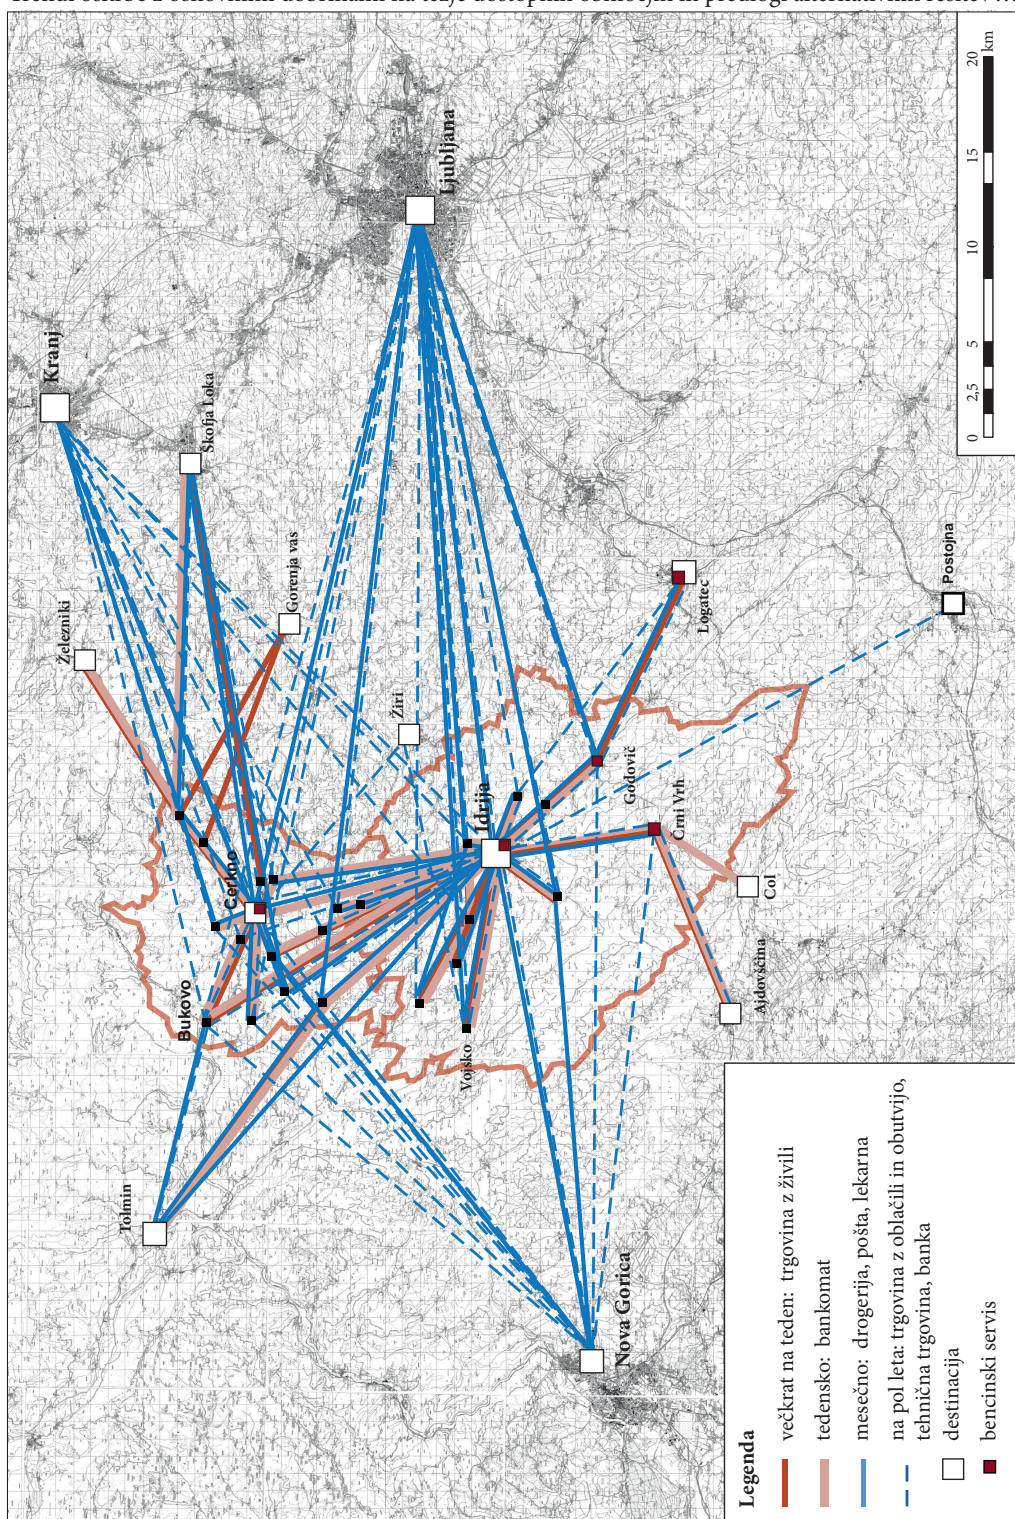 Kranj
Škofja Loka
Železniki
Gorenja vas
Ljubljana
Žiri
Cerkno
Idrija
Bukovo
Vojsko
Tolmin
Nova Gorica
Godovič
Logatec
Črni Vrh
Col
Ajdovščina
Postojna
0
2,5
5
10
15
20
km
Legenda
večkrat na teden: trgovina z živili
tedensko: bankomat
mesečno: drogerija, pošta, lekarna
na pol leta: trgovina z oblačili in obutvijo,
tehnična trgovina, banka
destinacija
bencinski servis